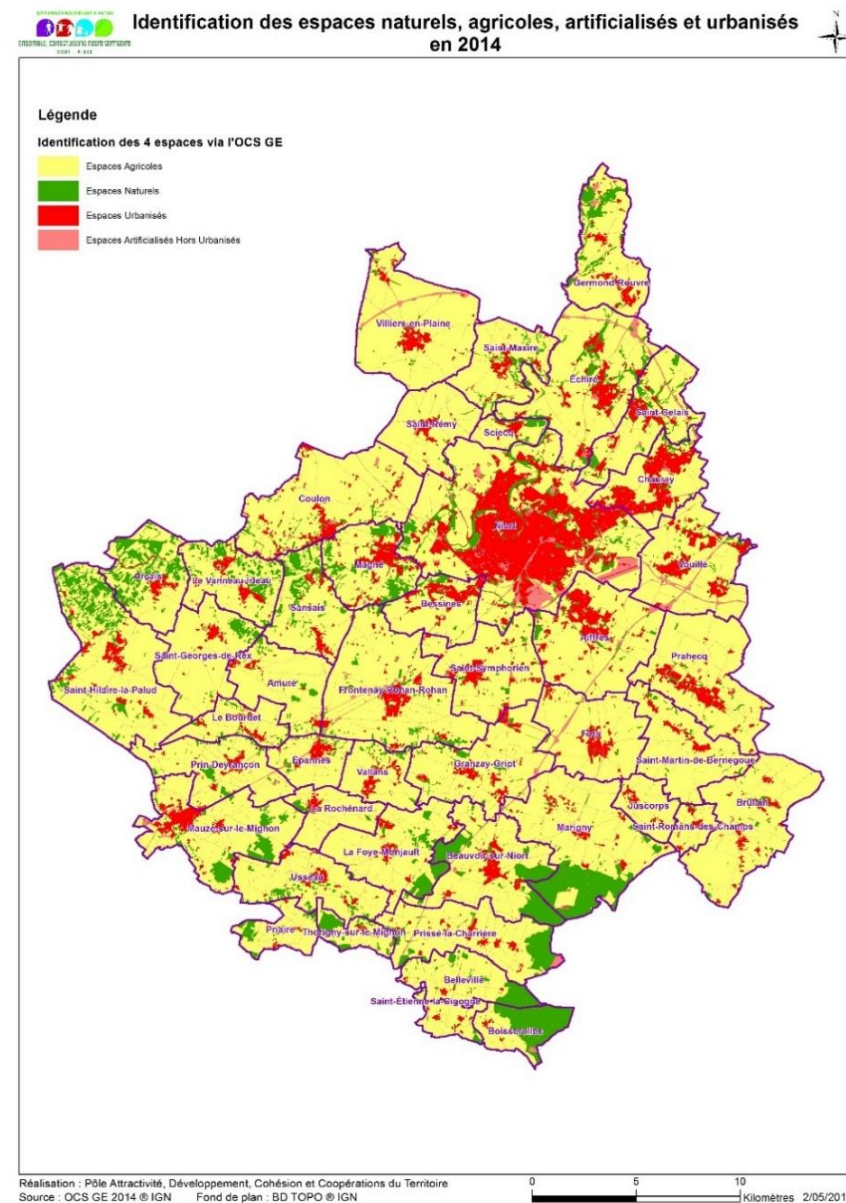 Identification des espaces naturels, agricoles, artificialisés et urbanisés
en 2014
N
Légende
Identification des 4 espaces via l'OCS GE
Espaces Agricoles
Espaces Naturels
Espaces Urbanisés
Espaces Artificialisés Hors Urbanisés
Germond-Rouvre
Villiers-en-Plaine
Saint-Maxire
Échiré
Saint-Gelais
Saint-Rémy
Sciecq
Chauray
Coulon
Niort
Magné
Vouillé
Arçais
Le Vanneau-Irleau
Sansais
Bessines
Aiffres
Saint-Georges-de-Rex
Saint-Symphorien
Prahecq
Amuré
Saint-Hilaire-la-Palud
Frontenay-Rohan-Rohan
Le Bourdet
Fors
Prin-Deyrançon
Épannes
Vallans
Granzay-Gript
Saint-Martin-de-Bernegoue
La Rochénard
Juscorps
Brûlain
Mauzé-sur-le-Mignon
Marigny
Saint-Romans-des-Champs
La Foye-Monjault
Beauvoir-sur-Niort
Usseau
Priaire
Thorigny-sur-le-Mignon
Prissé-la-Charrière
Belleville
Saint-Étienne-la-Cigogne
Boisserolles
Réalisation : Pôle Attractivité, Développement, Cohésion et Coopérations du Territoire
Source : OCS GE 2014 ® IGN Fond de plan : BD TOPO ® IGN
0 5 10
Kilomètres 2/05/201